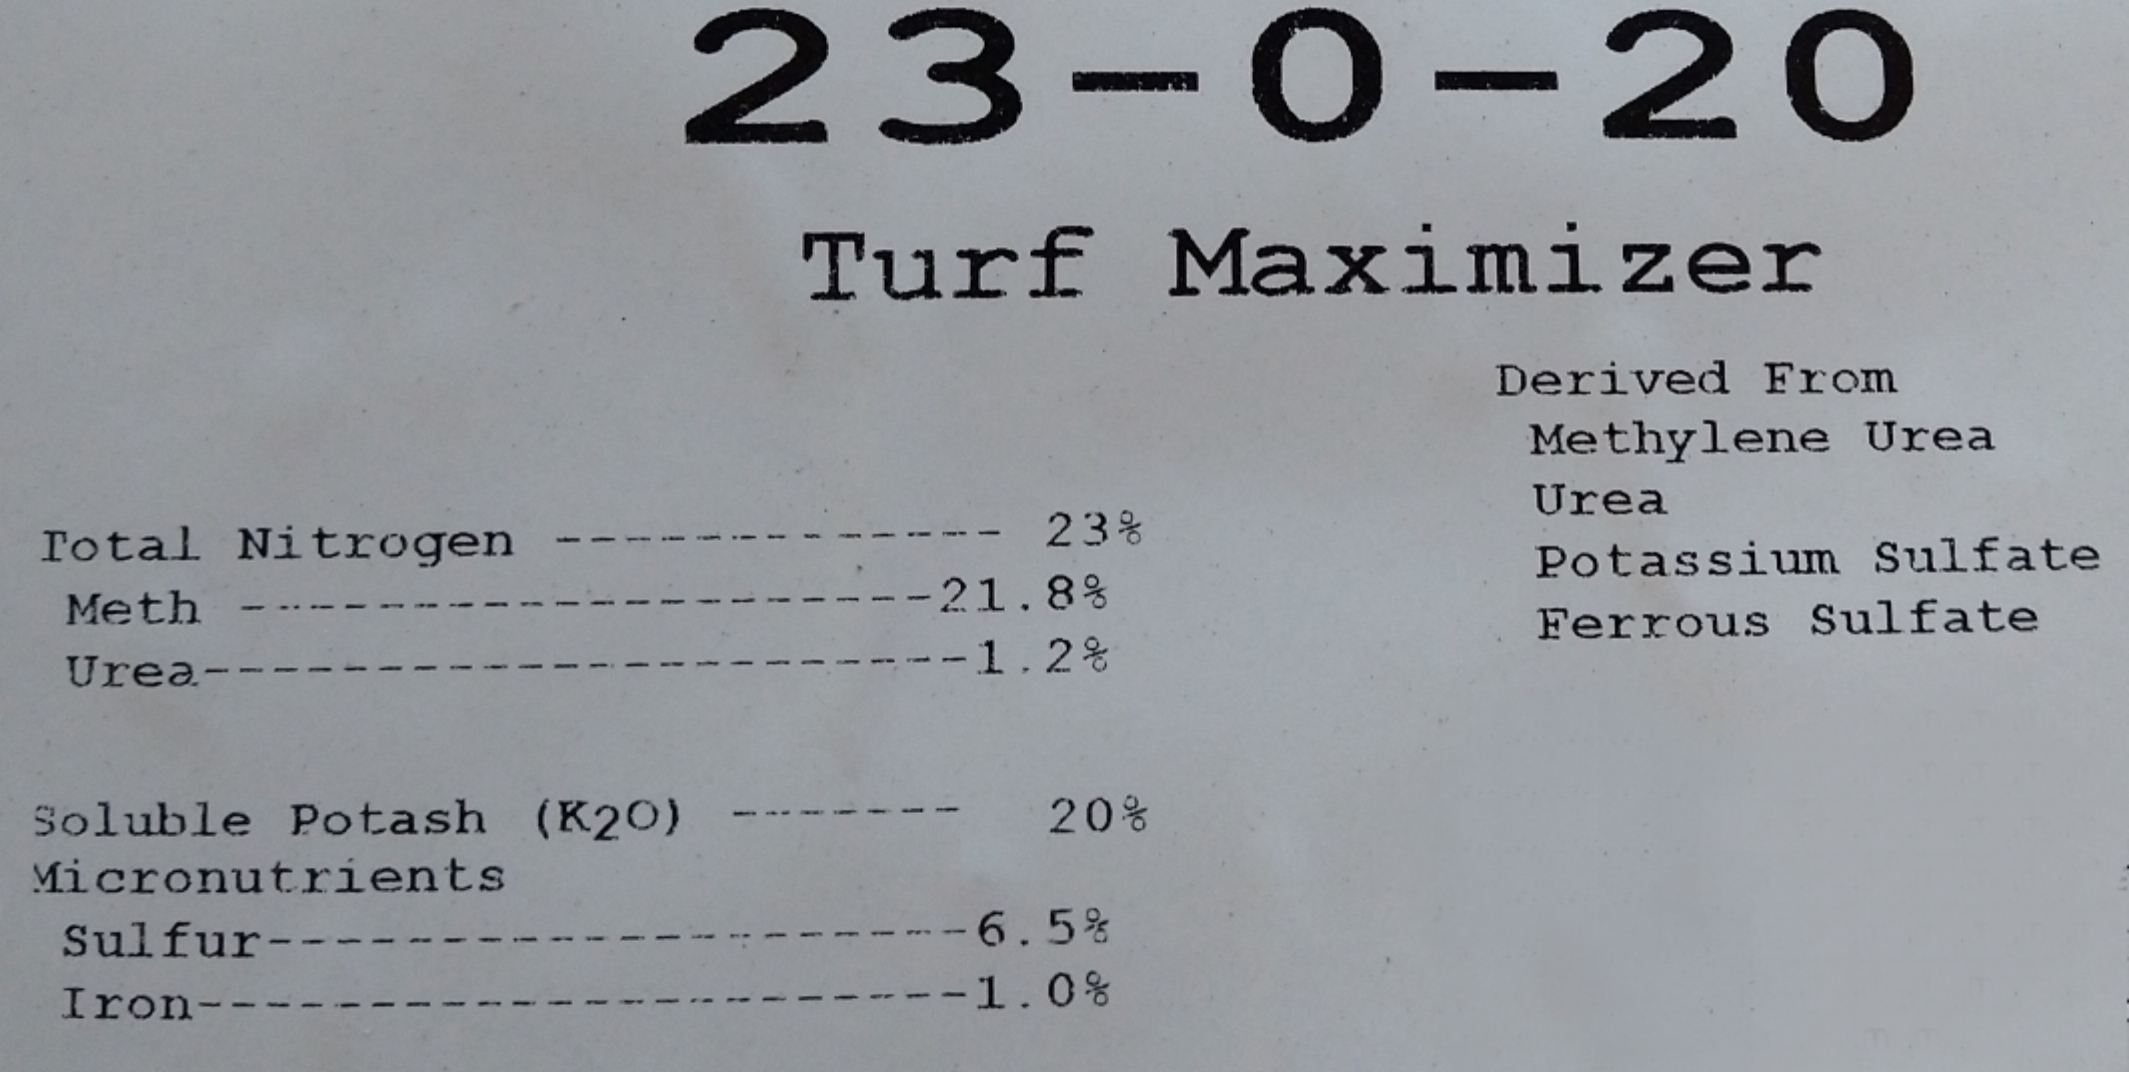 23-0-20
Turf Maximizer
Derived From
Methylene Urea
Urea
Potassium Sulfate
Ferrous Sulfate
Total Nitrogen ------------- 23%
Meth --------------------21.8%
Urea----------------------1.2%
Soluble Potash (K2O) ------- 20%
Micronutrients
Sulfur--------------------6.5%
Iron----------------------1.0%